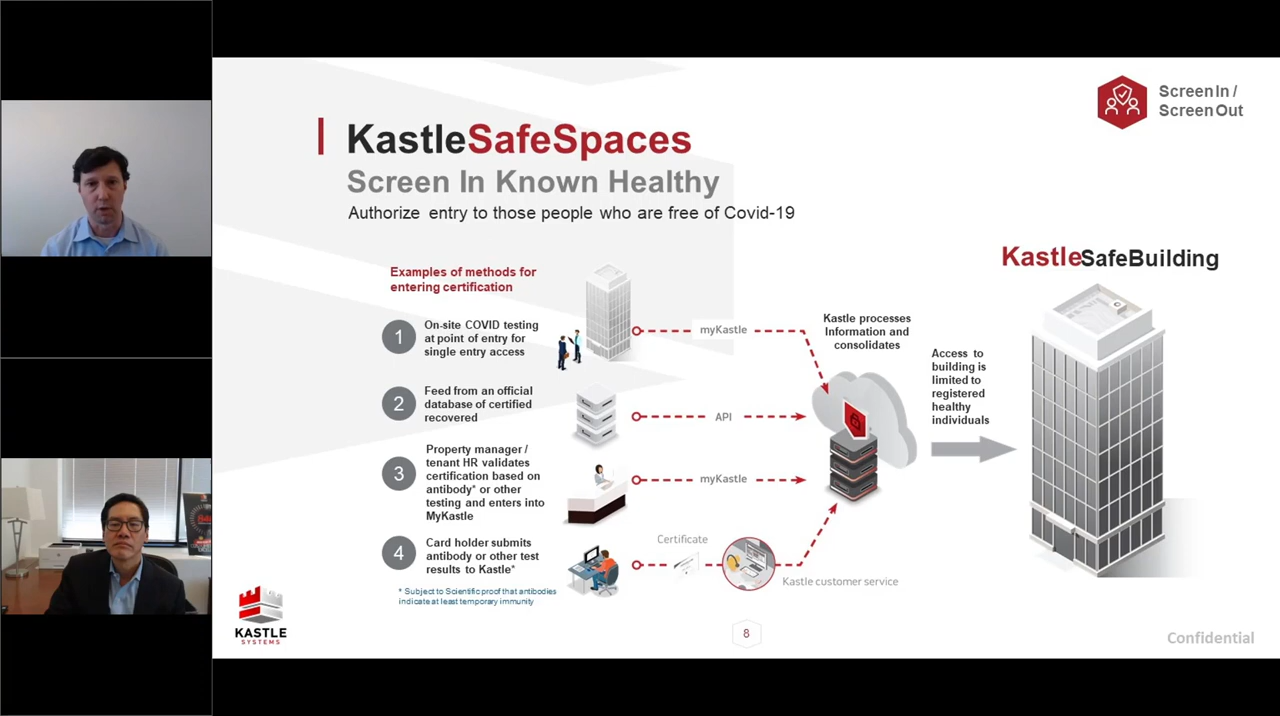 ScreenIn /
ScreenOut
KastleSafeSpaces
Screen In Known Healthy
Authorize entry to those people who are free of Covid-19
Examples of methods for
entering certification
1
On-site COVID testing
at point of entry for
single entry access
myKastle
2
Feed from an official
database of certified
recovered
API
3
Property manager /
tenant HR validates
certification based on
antibody* or other
testing and enters into
MyKastle
myKastle
4
Card holder submits
antibody or other test
results to Kastle*
Certificate
Kastle customer service
* Subject to Scientific proof that antibodies
indicate at least temporary immunity
Kastle processes
Information and
consolidates
Access to
building is
limited to
registered
healthy
individuals
KastleSafeBuilding
KASTLE
SYSTEMS
8
Confidential